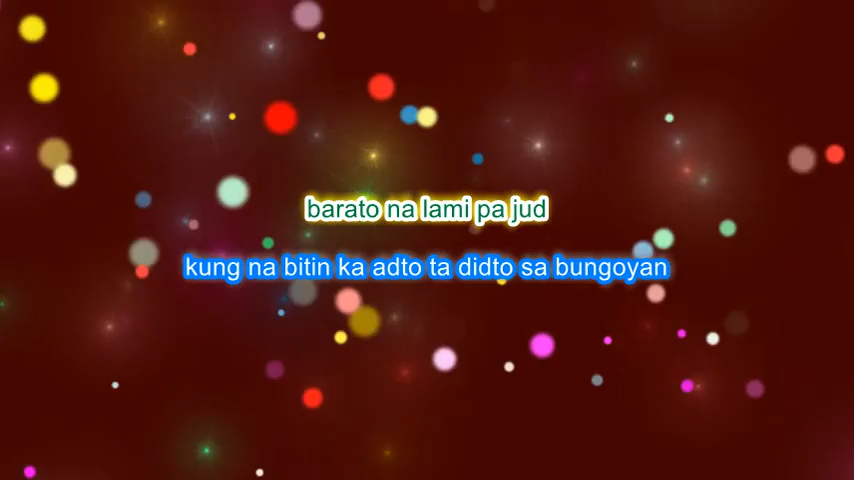 barato na lami pa jud
kung na bitin ka adto ta didto sa bungoyan